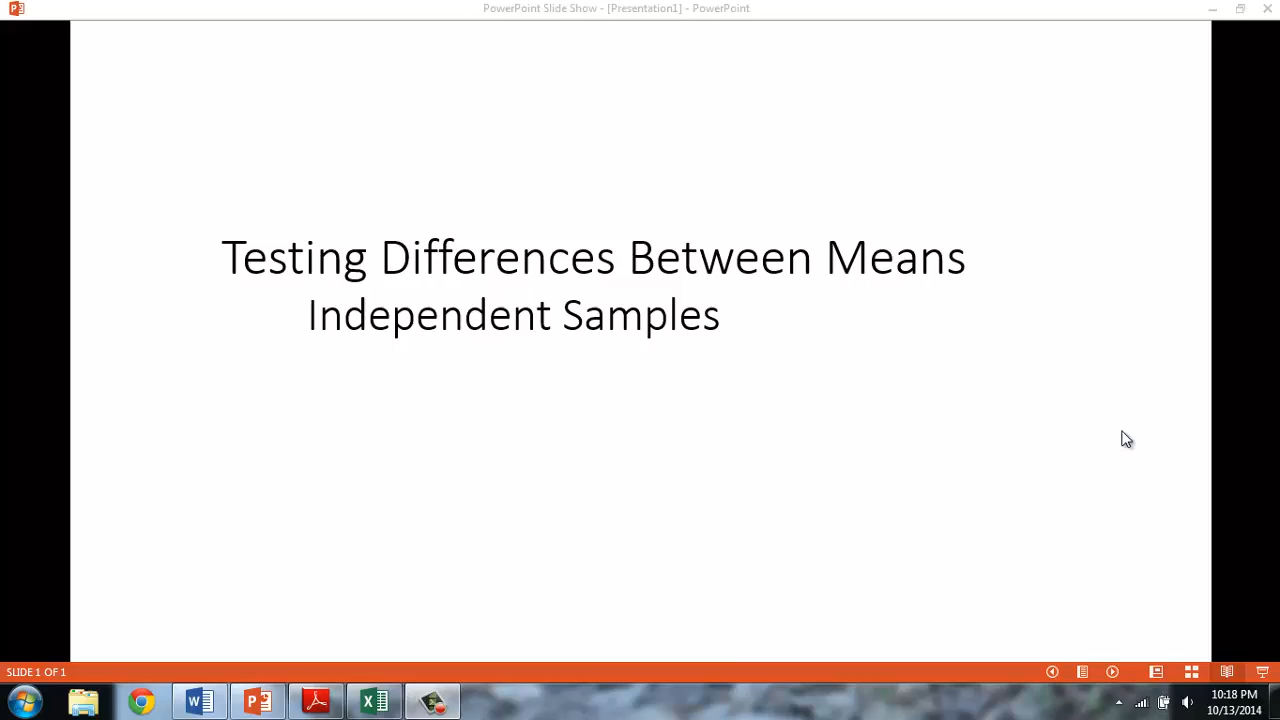 PowerPoint Slide Show - [Presentation1] - PowerPoint
Testing Differences Between Means
Independent Samples
SLIDE 1 OF 1
10:18 PM
10/13/2014